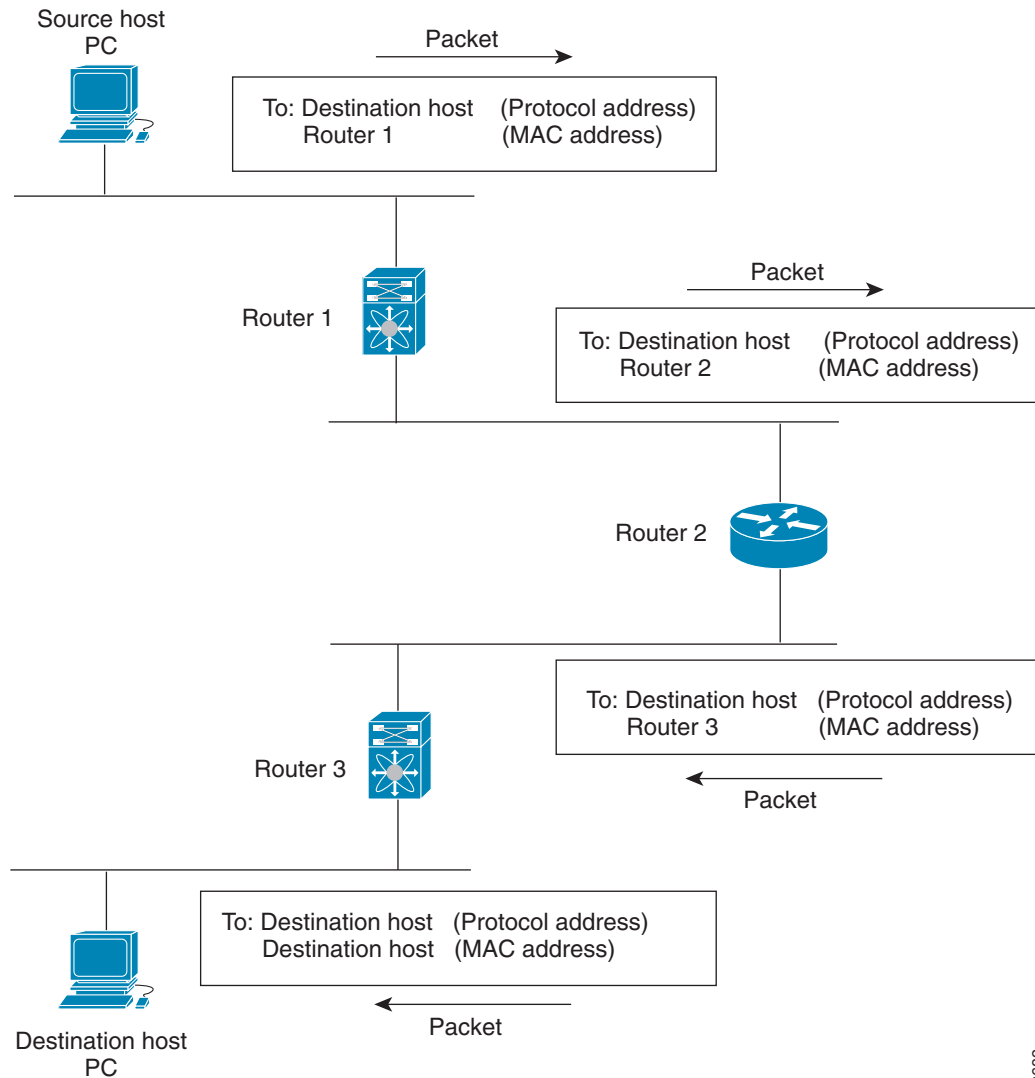 Source host
PC
Packet
To: Destination host (Protocol address)
Router 1 (MAC address)
Router 1
Packet
To: Destination host (Protocol address)
Router 2 (MAC address)
Router 2
To: Destination host (Protocol address)
Router 3 (MAC address)
Router 3
Packet
To: Destination host (Protocol address)
Destination host (MAC address)
Packet
Destination host
PC